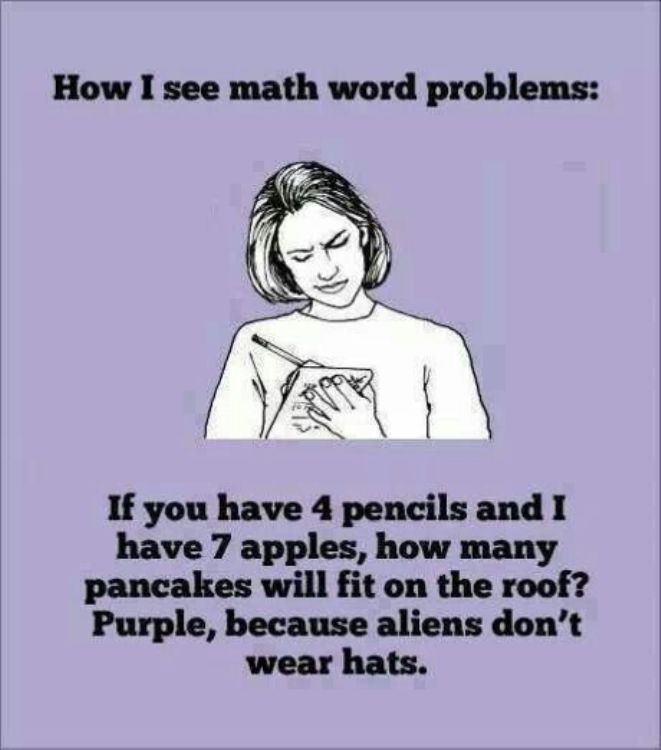 How I see math word problems:
If you have 4 pencils and I
have 7 apples, how many
pancakes will fit on the roof?
Purple, because aliens don't
wear hats.